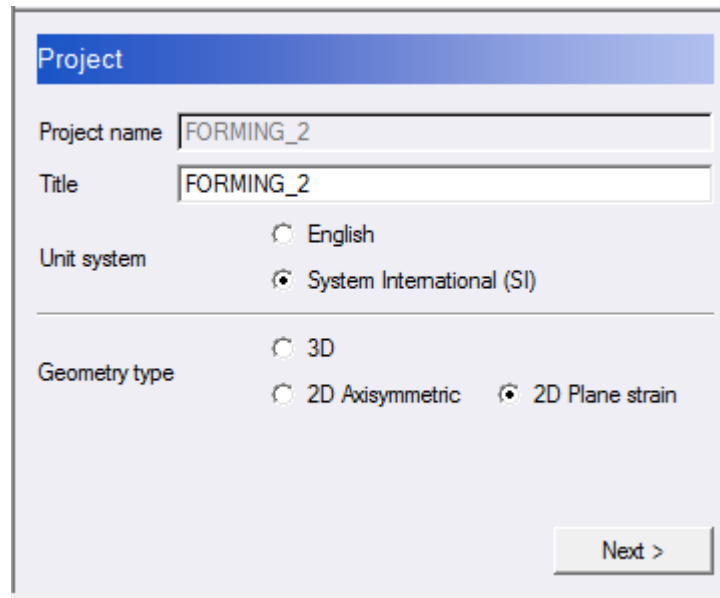 Project
Project name FORMING_2
Title FORMING_2
Unit system
English
System International (SI)
Geometry type
3D
2D Axisymmetric 2D Plane strain
Next >